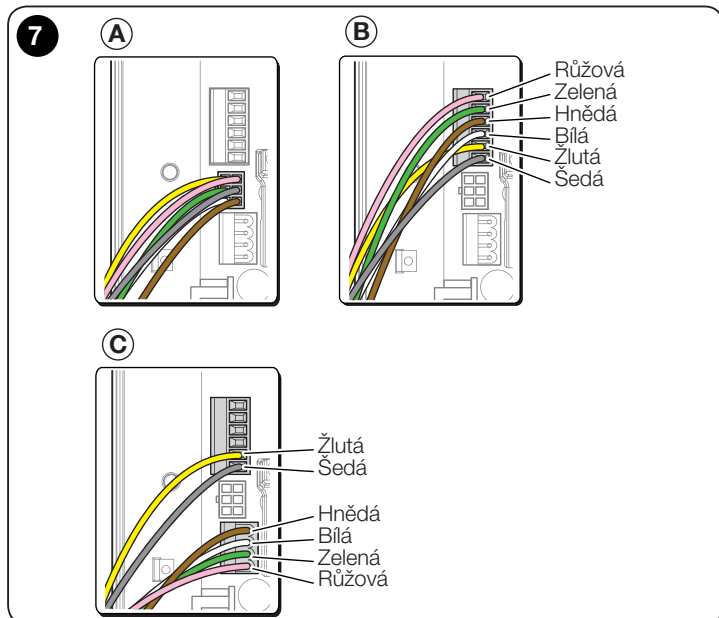 7
A
B
Růžová
Zelená
Hnědá
Bílá
Žlutá
Šedá
C
Žlutá
Šedá
Hnědá
Bílá
Zelená
Růžová